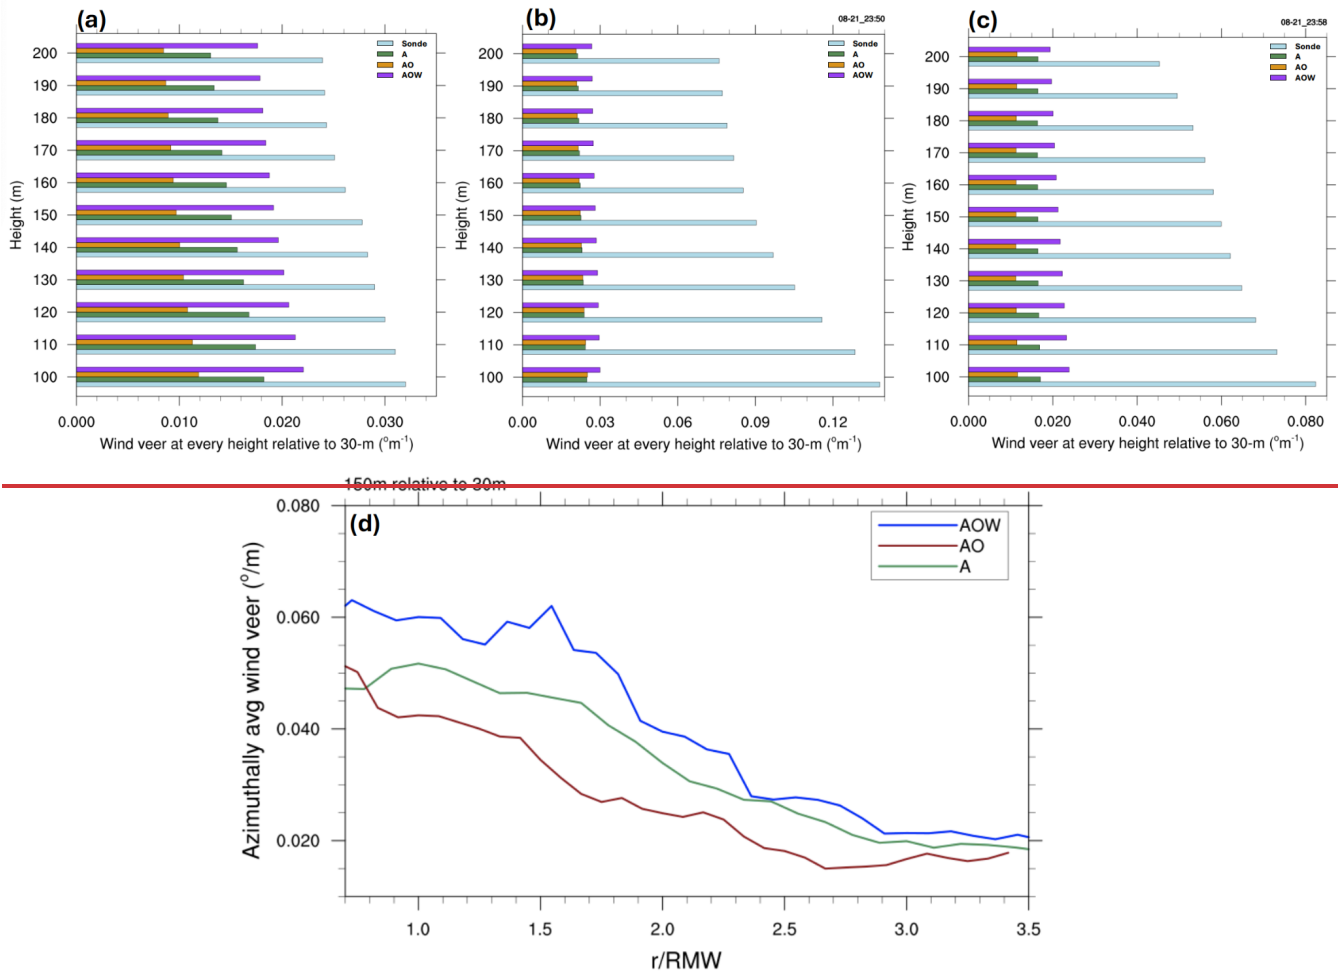 (a)
Sonde
A
AO
AOW
200
190
180
170
160
150
140
130
120
110
100
Height (m)
0.000 0.010 0.020 0.030
Wind veer at every height relative to 30-m (°m⁻¹)
(b)
08-21_23:50
Sonde
A
AO
AOW
200
190
180
170
160
150
140
130
120
110
100
Height (m)
0.00 0.03 0.06 0.09 0.12
Wind veer at every height relative to 30-m (°m⁻¹)
(c)
08-21_23:58
Sonde
A
AO
AOW
200
190
180
170
160
150
140
130
120
110
100
Height (m)
0.000 0.020 0.040 0.060 0.080
Wind veer at every height relative to 30-m (°m⁻¹)
150m relative to 30m
(d)
AOW
AO
A
0.080
0.060
0.040
0.020
Azimuthally avg wind veer (°/m)
1.0 1.5 2.0 2.5 3.0 3.5
r/RMW